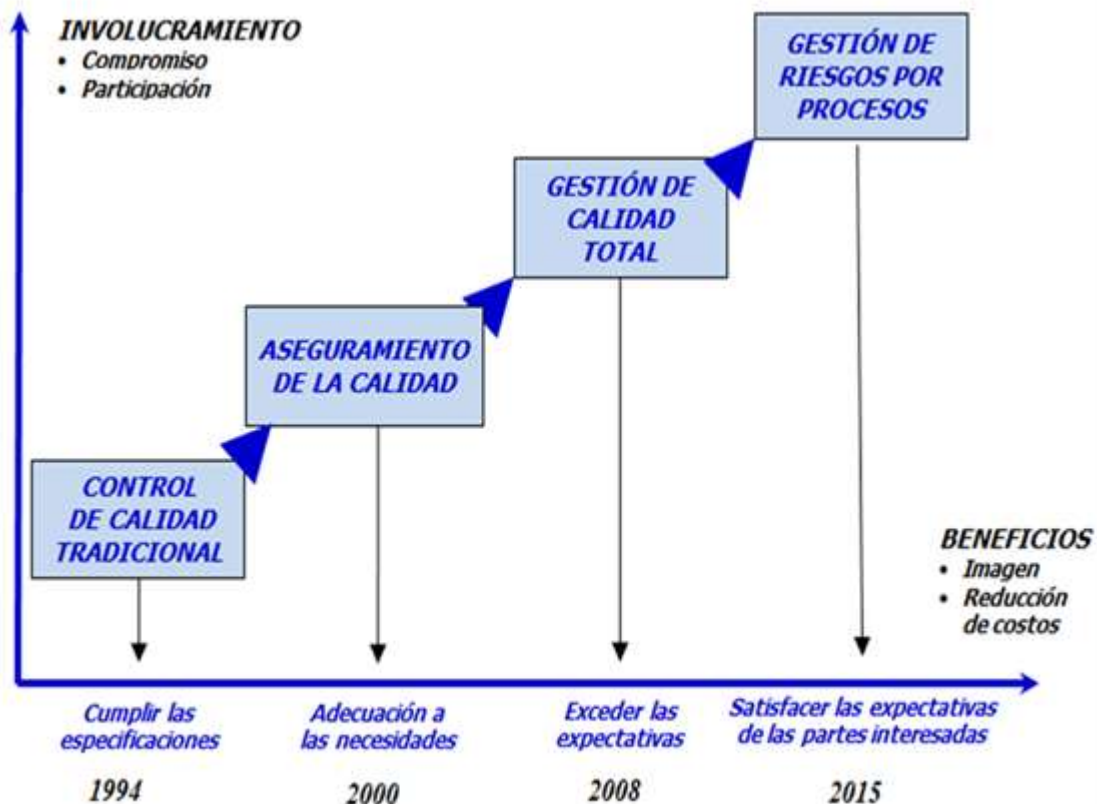 INVOLUCRAMIENTO
• Compromiso
• Participación
GESTIÓN DE
RIESGOS POR
PROCESOS
GESTIÓN DE
CALIDAD
TOTAL
ASEGURAMIENTO
DE LA CALIDAD
CONTROL
DE CALIDAD
TRADICIONAL
BENEFICIOS
• Imagen
• Reducción
de costos
Cumplir las
especificaciones
Adecuación a
las necesidades
Exceder las
expectativas
Satisfacer las expectativas
de las partes interesadas
1994
2000
2008
2015